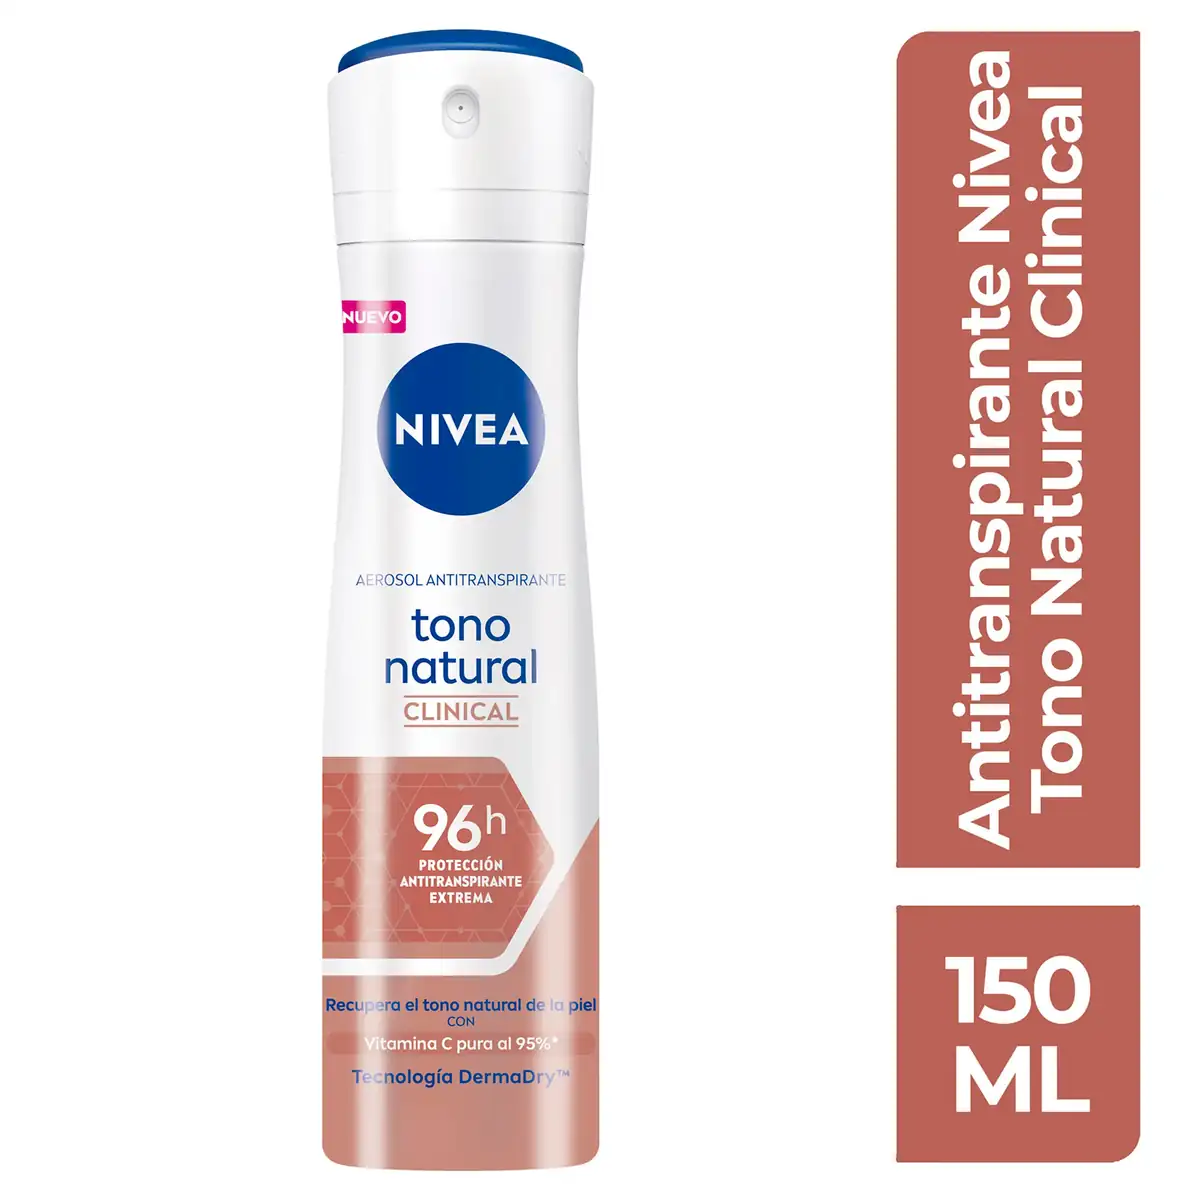 NUEVO
NIVEA
AEROSOL ANTITRANSPIRANTE
tono
natural
CLINICAL
96h
PROTECCIÓN
ANTITRANSPIRANTE
EXTREMA
Recupera el tono natural de la piel
CON
Vitamina C pura al 95%*
Tecnología DermaDry™
Antitranspirante Nivea
Tono Natural Clinical
150
ML